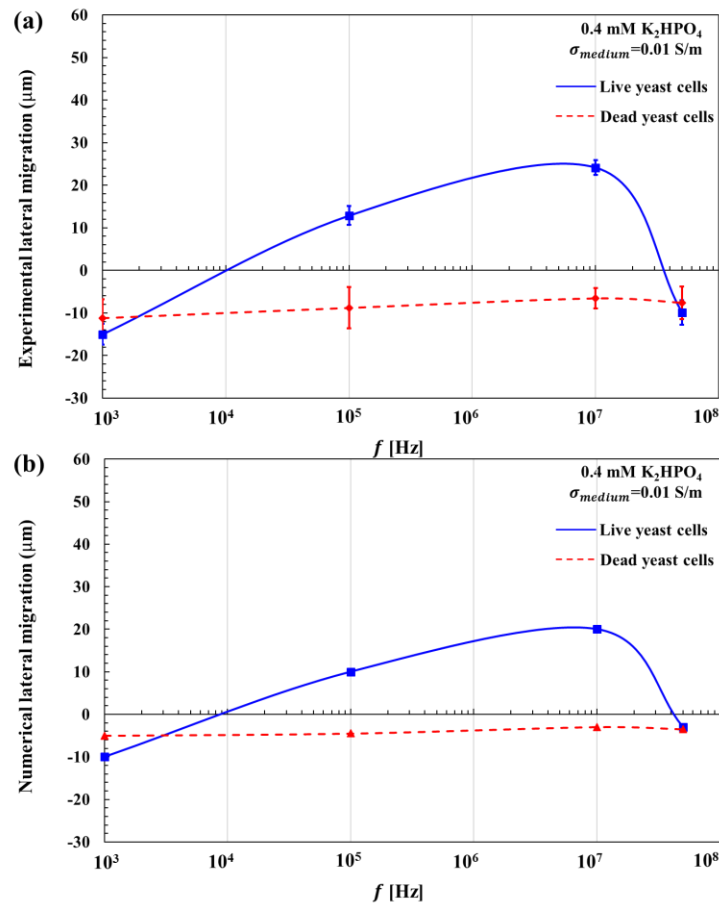 (a)
Experimental lateral migration (μm)
60
50
40
30
20
10
0
-10
-20
-30
0.4 mM K₂HPO₄
σₘₑdᵢᵤₘ=0.01 S/m
Live yeast cells
Dead yeast cells
10³
10⁴
10⁵
10⁶
10⁷
10⁸
f [Hz]
(b)
Numerical lateral migration (μm)
60
50
40
30
20
10
0
-10
-20
-30
0.4 mM K₂HPO₄
σₘₑdᵢᵤₘ=0.01 S/m
Live yeast cells
Dead yeast cells
10³
10⁴
10⁵
10⁶
10⁷
10⁸
f [Hz]